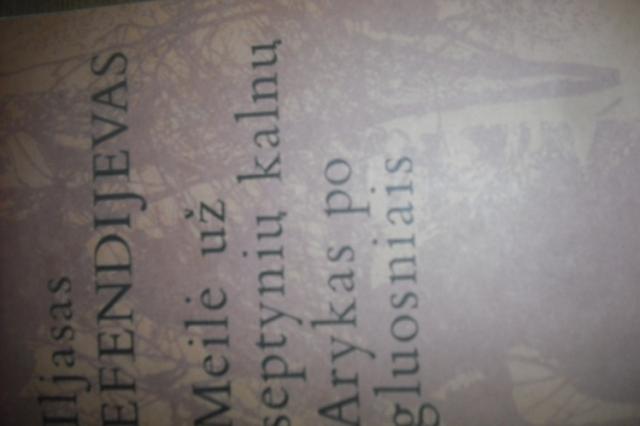 Iljasas
EFENDIJEVAS
Meilė už
septynių kalnų
Arykas po
gluosniais